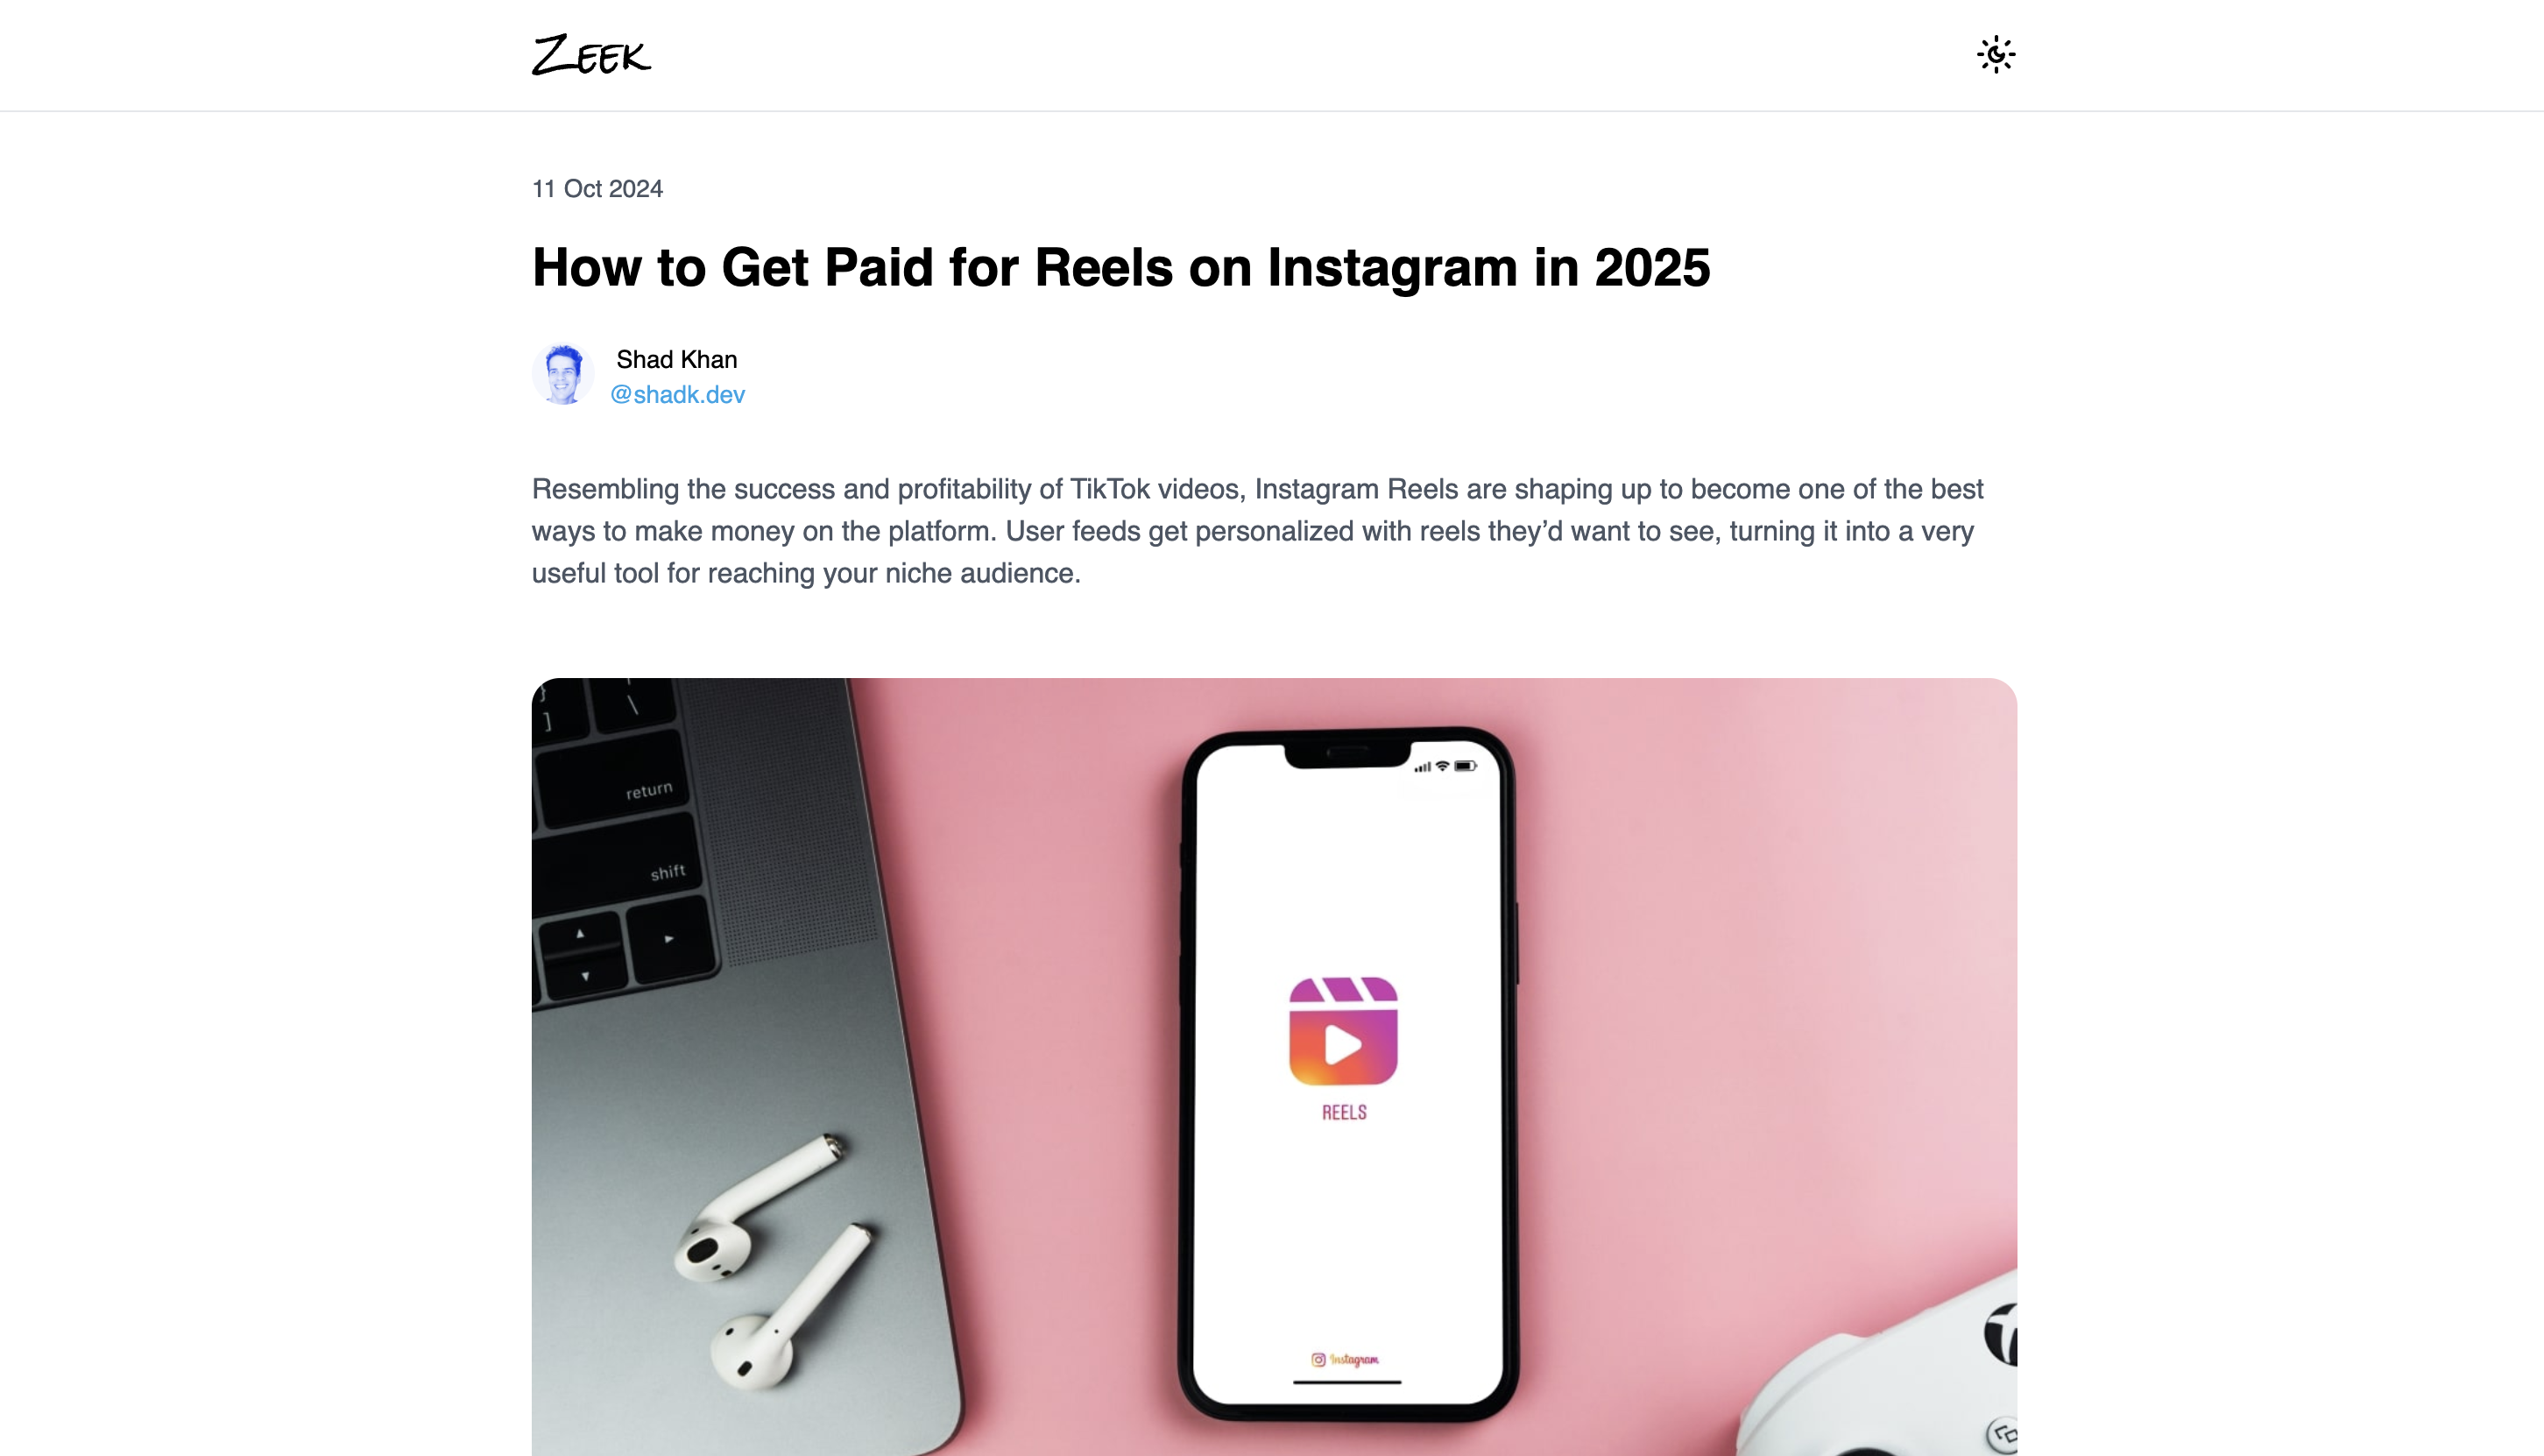 ZEEK
11 Oct 2024
How to Get Paid for Reels on Instagram in 2025
Shad Khan
@shadk.dev
Resembling the success and profitability of TikTok videos, Instagram Reels are shaping up to become one of the best
ways to make money on the platform. User feeds get personalized with reels they’d want to see, turning it into a very
useful tool for reaching your niche audience.
}
]
\
return
shift
REELS
Instagram